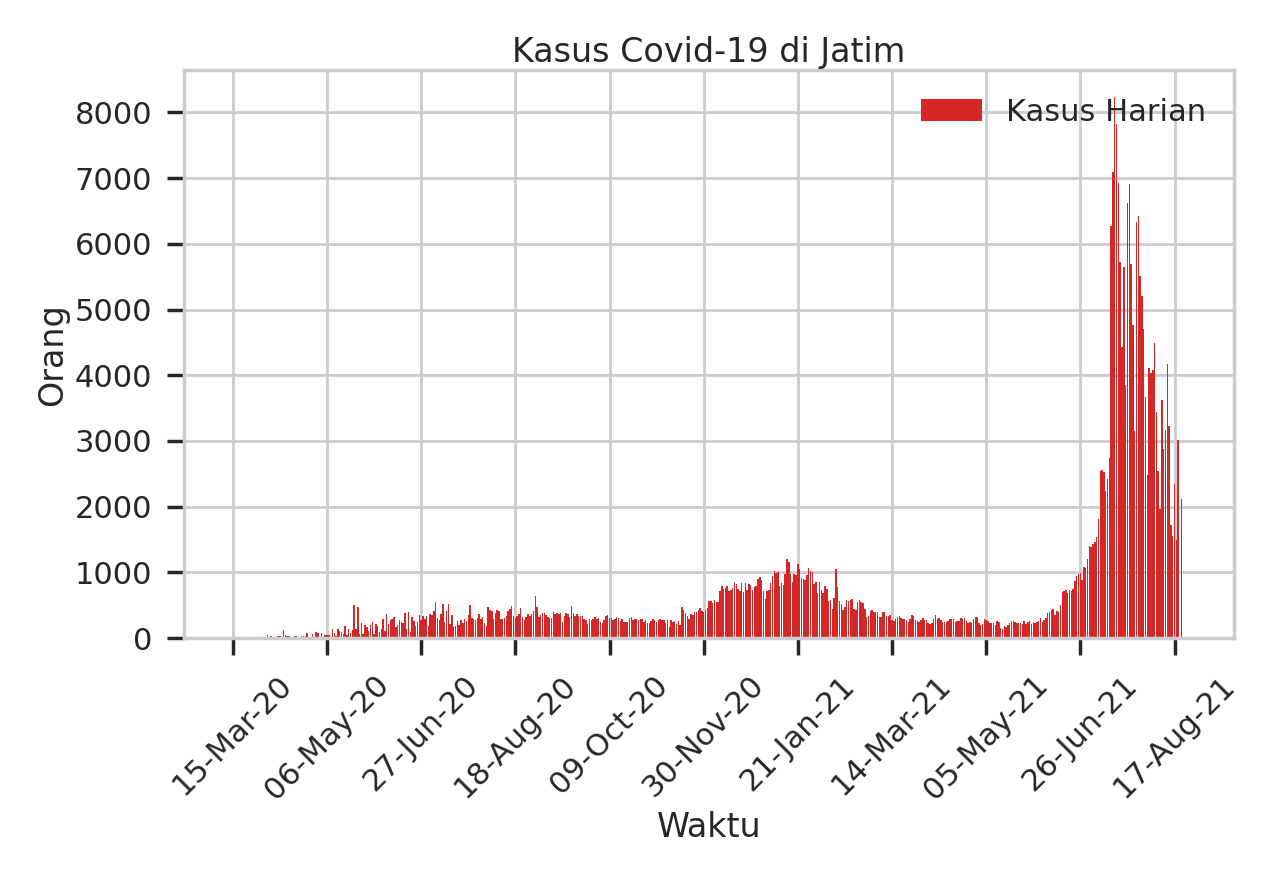 Kasus Covid-19 di Jatim
Kasus Harian
Orang
8000
7000
6000
5000
4000
3000
2000
1000
0
15-Mar-20
06-May-20
27-Jun-20
18-Aug-20
09-Oct-20
30-Nov-20
21-Jan-21
14-Mar-21
05-May-21
26-Jun-21
17-Aug-21
Waktu